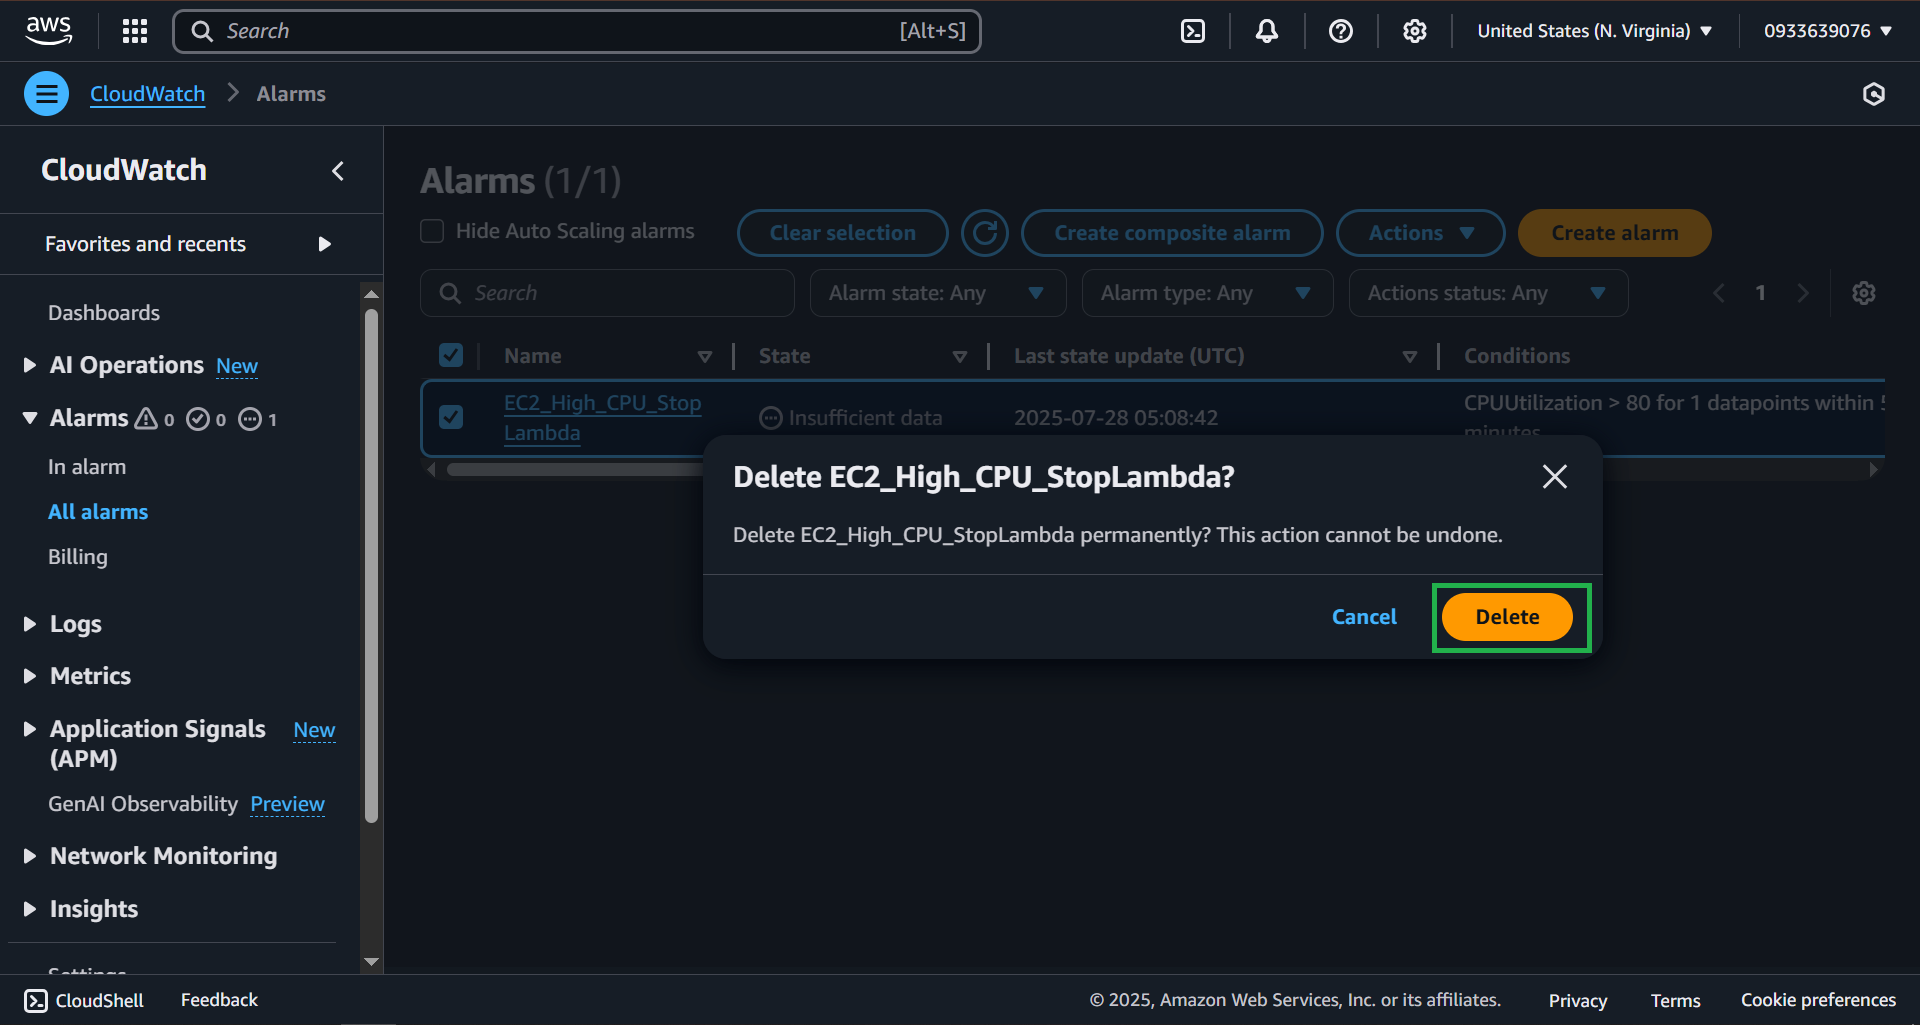 aws
Search
[Alt+S]
United States (N. Virginia)
0933639076
CloudWatch
Alarms
CloudWatch
Favorites and recents
Dashboards
AI Operations New
Alarms 0 0 1
In alarm
All alarms
Billing
Logs
Metrics
Application Signals New
(APM)
GenAI Observability Preview
Network Monitoring
Insights
Settings
Alarms (1/1)
Hide Auto Scaling alarms
Clear selection
Create composite alarm
Actions
Create alarm
Search
Alarm state: Any
Alarm type: Any
Actions status: Any
1
Name
State
Last state update (UTC)
Conditions
EC2_High_CPU_Stop
Lambda
Insufficient data
2025-07-28 05:08:42
CPUUtilization > 80 for 1 datapoints within 5
minutes
Delete EC2_High_CPU_StopLambda?
Delete EC2_High_CPU_StopLambda permanently? This action cannot be undone.
Cancel
Delete
CloudShell
Feedback
© 2025, Amazon Web Services, Inc. or its affiliates.
Privacy
Terms
Cookie preferences